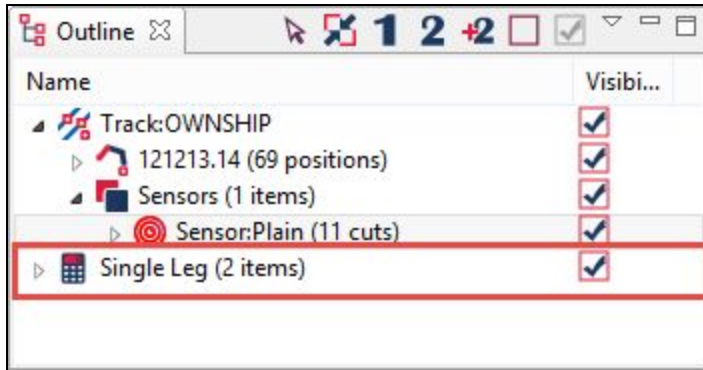 Outline 1 2 +2
Name Visibi...
Track:OWNSHIP
121213.14 (69 positions)
Sensors (1 items)
Sensor:Plain (11 cuts)
Single Leg (2 items)